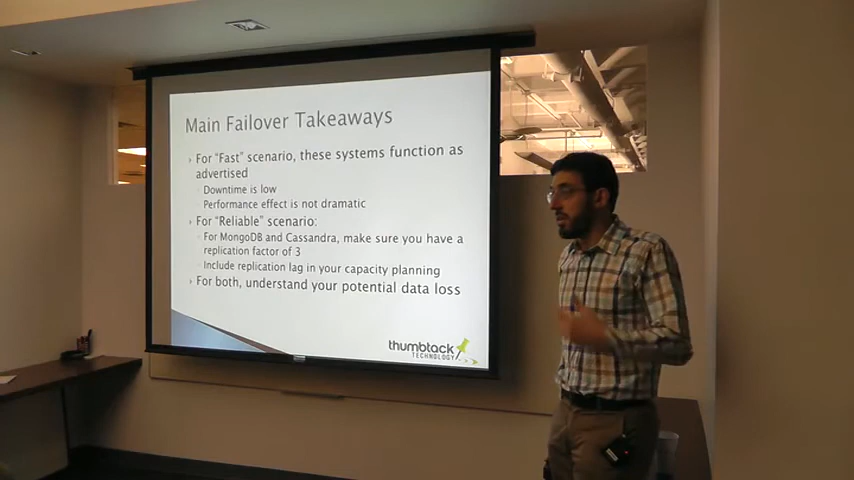 Main Failover Takeaways
For “Fast” scenario, these systems function as
advertised
Downtime is low
Performance effect is not dramatic
For “Reliable” scenario:
For MongoDB and Cassandra, make sure you have a
replication factor of 3
Include replication lag in your capacity planning
For both, understand your potential data loss
thumbtack
TECHNOLOGY